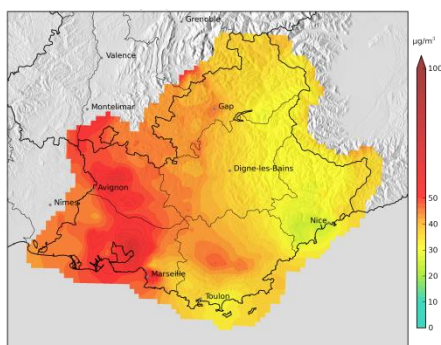 Grenoble
µg/m³
Valence
100
Montelimar
Gap
50
Digne-les-Bains
Avignon
40
Nîmes
30
Nice
20
Marseille
10
Toulon
0